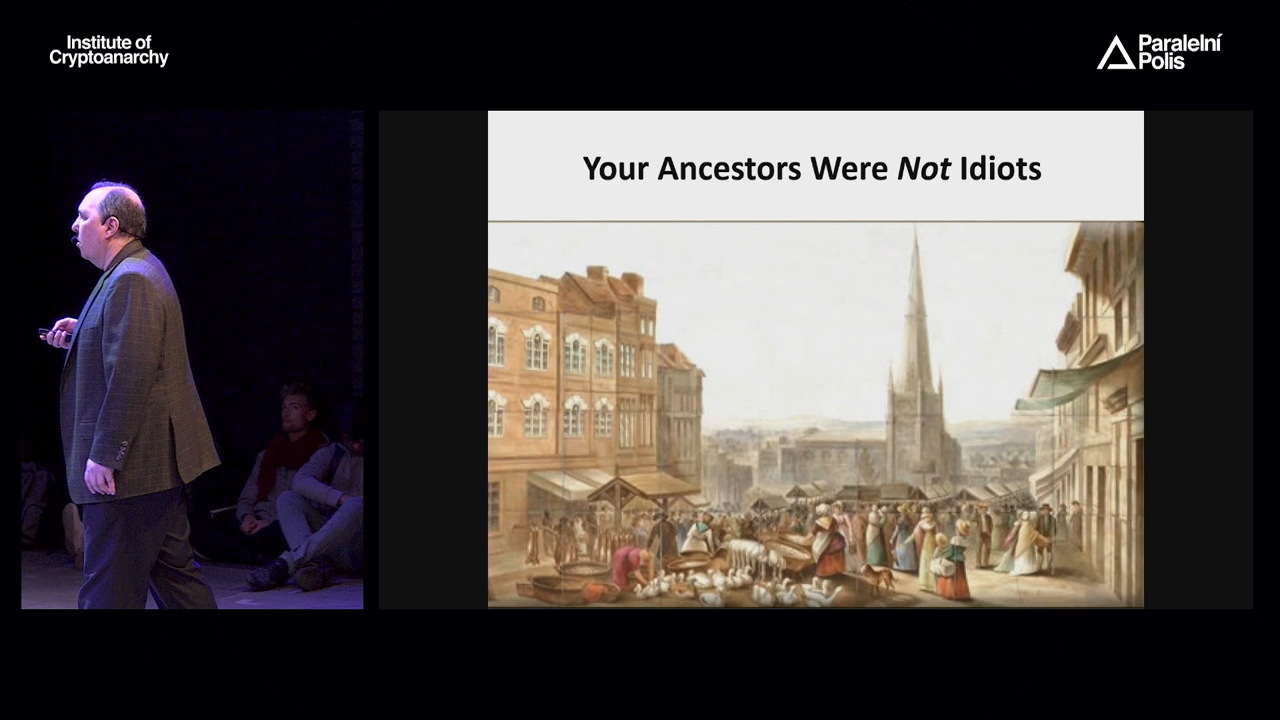 Institute of
Cryptoanarchy
Paralelní
Polis
Your Ancestors Were Not Idiots